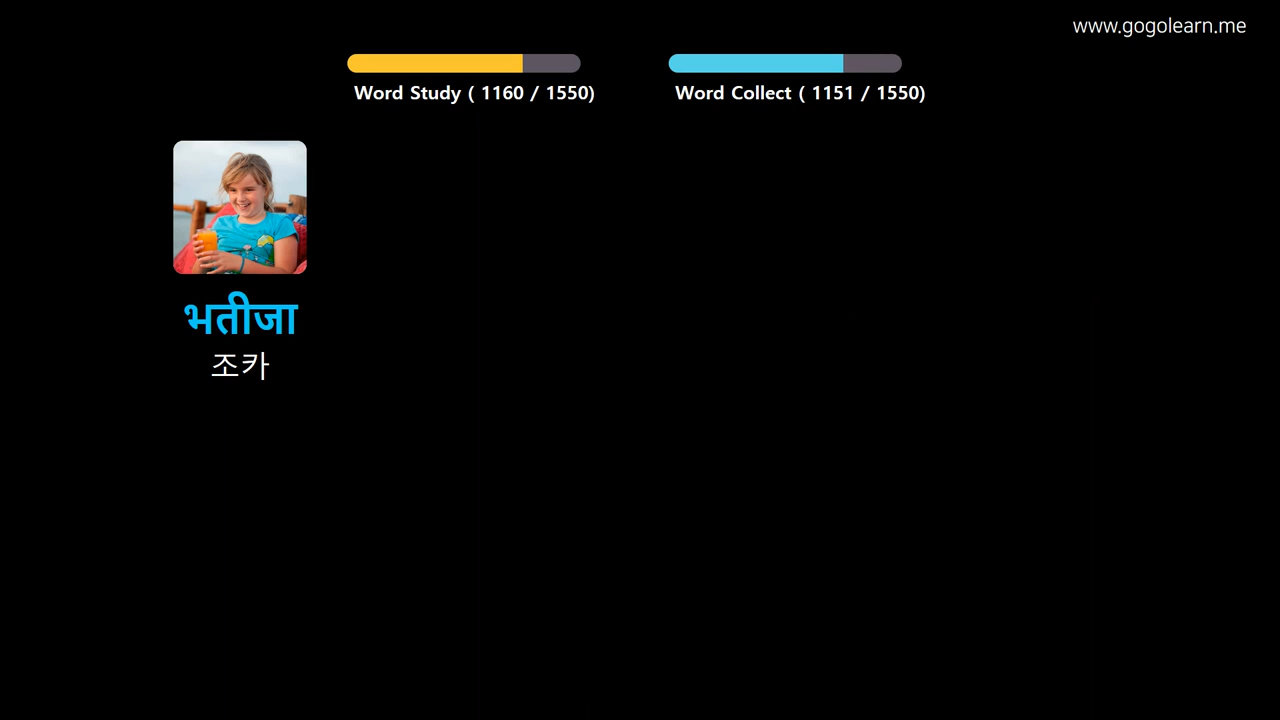 www.gogolearn.me
Word Study ( 1160 / 1550)
Word Collect ( 1151 / 1550)
भतीजा
조카